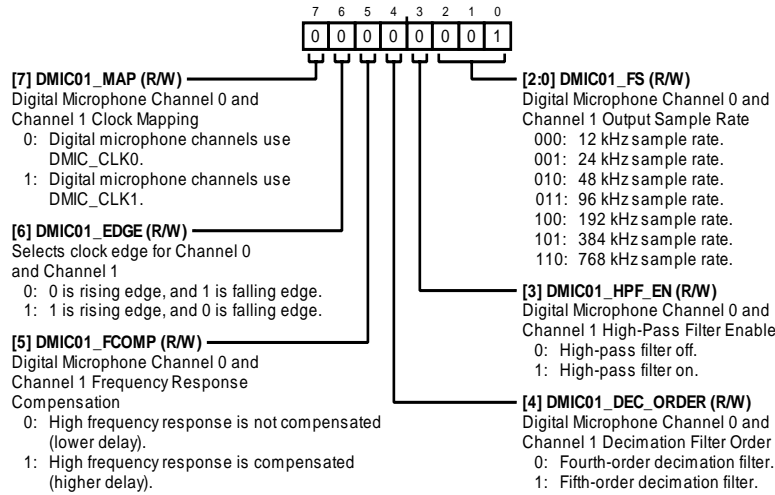 7 6 5 4 3 2 1 0
0 0 0 0 0 0 0 1
[7] DMIC01_MAP (R/W)
Digital Microphone Channel 0 and
Channel 1 Clock Mapping
0: Digital microphone channels use
DMIC_CLK0.
1: Digital microphone channels use
DMIC_CLK1.
[6] DMIC01_EDGE (R/W)
Selects clock edge for Channel 0
and Channel 1
0: 0 is rising edge, and 1 is falling edge.
1: 1 is rising edge, and 0 is falling edge.
[5] DMIC01_FCOMP (R/W)
Digital Microphone Channel 0 and
Channel 1 Frequency Response
Compensation
0: High frequency response is not compensated
(lower delay).
1: High frequency response is compensated
(higher delay).
[2:0] DMIC01_FS (R/W)
Digital Microphone Channel 0 and
Channel 1 Output Sample Rate
000: 12 kHz sample rate.
001: 24 kHz sample rate.
010: 48 kHz sample rate.
011: 96 kHz sample rate.
100: 192 kHz sample rate.
101: 384 kHz sample rate.
110: 768 kHz sample rate.
[3] DMIC01_HPF_EN (R/W)
Digital Microphone Channel 0 and
Channel 1 High-Pass Filter Enable
0: High-pass filter off.
1: High-pass filter on.
[4] DMIC01_DEC_ORDER (R/W)
Digital Microphone Channel 0 and
Channel 1 Decimation Filter Order
0: Fourth-order decimation filter.
1: Fifth-order decimation filter.